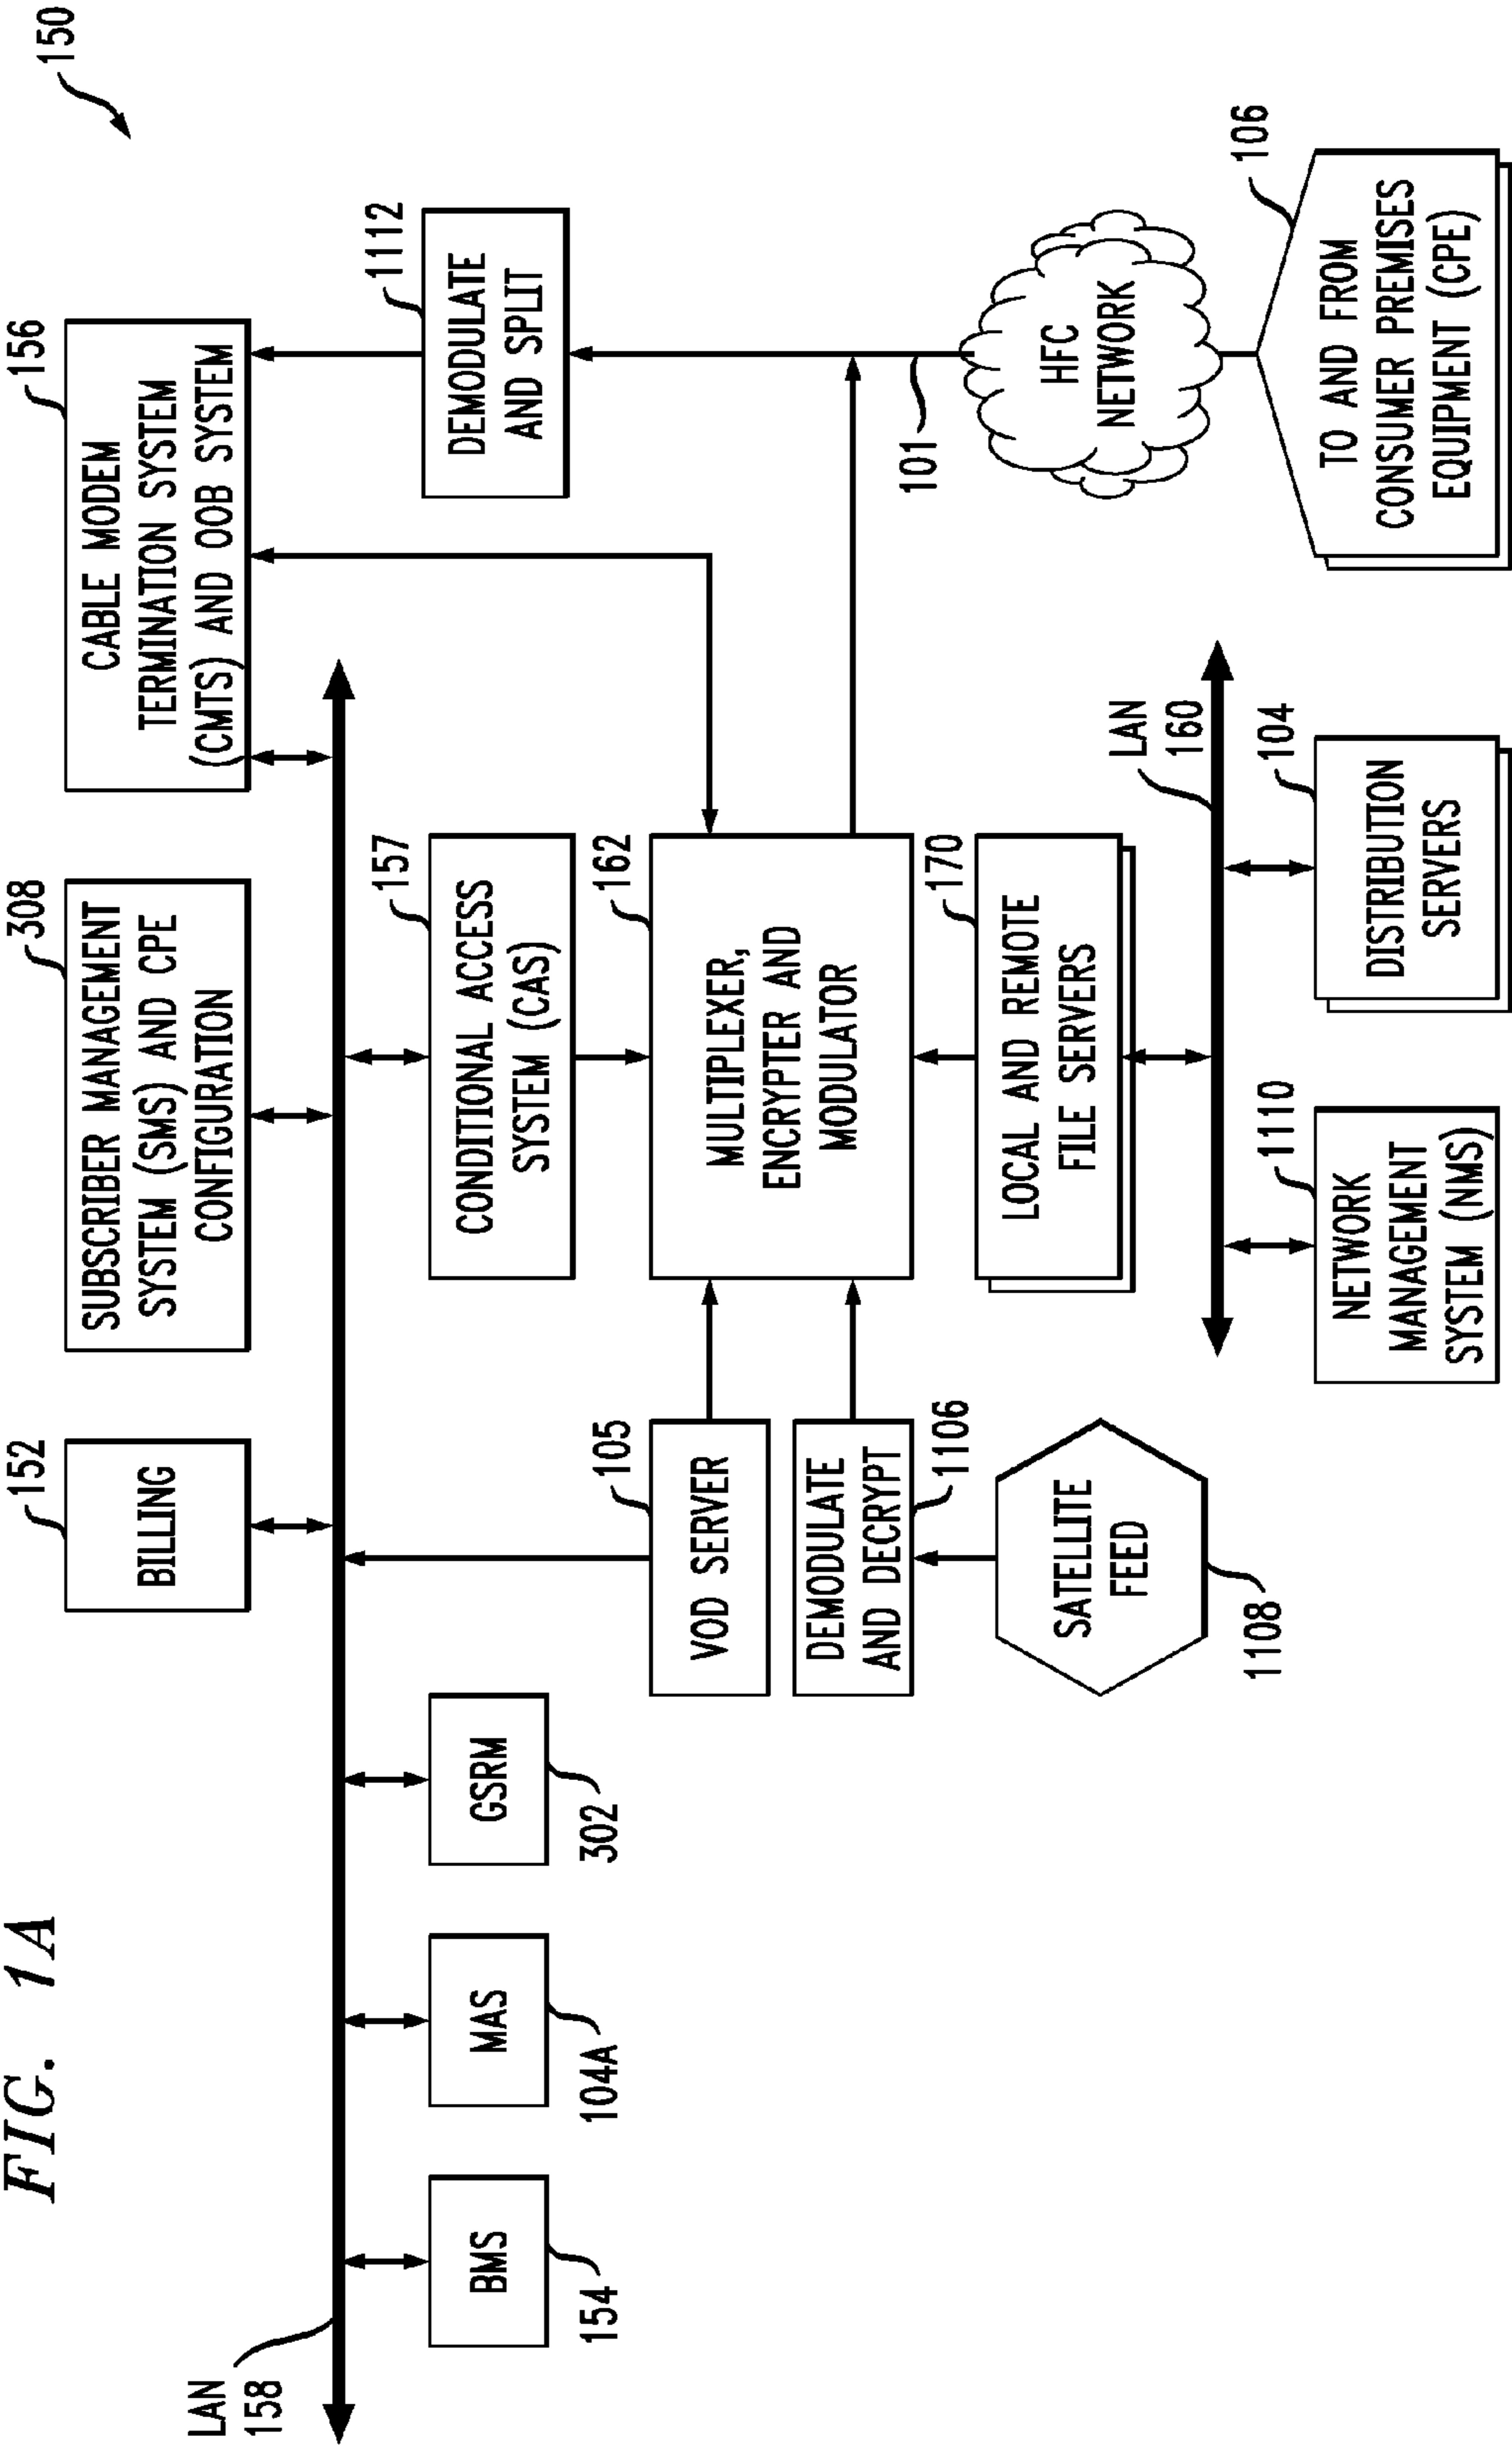 FIG. 1A
150
LAN
158
152
BILLING
308
SUBSCRIBER MANAGEMENT
SYSTEM (SMS) AND CPE
CONFIGURATION
156
CABLE MODEM
TERMINATION SYSTEM
(CMTS) AND OOB SYSTEM
BMS
154
MAS
104A
GSRM
302
157
CONDITIONAL ACCESS
SYSTEM (CAS)
1112
DEMODULATE
AND SPLIT
105
VOD SERVER
162
MULTIPLEXER,
ENCRYPTER AND
MODULATOR
DEMODULATE
AND DECRYPT
1106
101
SATELLITE
FEED
1108
170
LOCAL AND REMOTE
FILE SERVERS
HFC
NETWORK
LAN
160
1110
NETWORK
MANAGEMENT
SYSTEM (NMS)
104
DISTRIBUTION
SERVERS
106
TO AND FROM
CONSUMER PREMISES
EQUIPMENT (CPE)